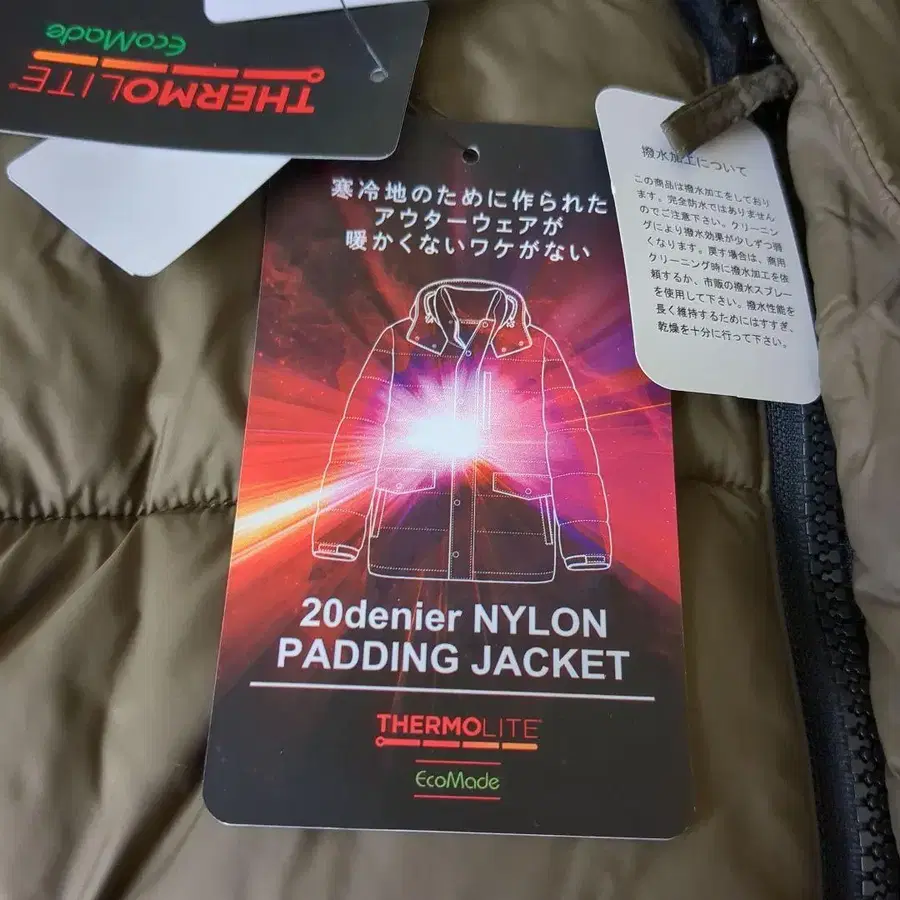 EcoMade
THERMOLITE
寒冷地のために作られた
アウターウェアが
暖かくないワケがない
20denier NYLON
PADDING JACKET
THERMOLITE
EcoMade
撥水加工について
この商品は撥水加工をしており
ます。完全防水ではありません
のでご注意下さい。クリーニン
グにより撥水効果が少しずつ弱
くなります。戻す場合は、商用
クリーニング時に撥水加工を依
頼するか、市販の撥水スプレー
を使用して下さい。撥水性能を
長く維持するためにはすすぎ、
乾燥を十分に行って下さい。